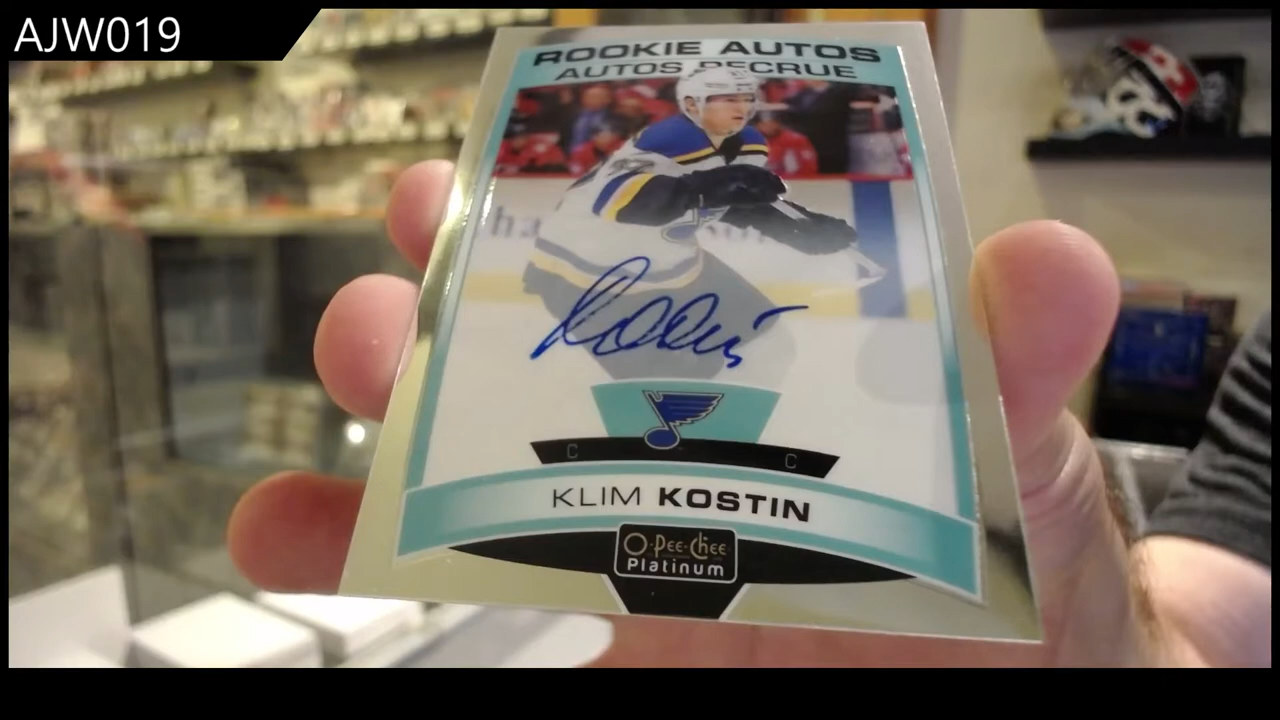 AJW019
ROOKIE AUTOS
AUTOS RECRUE
C C
KLIM KOSTIN
O-Pee-Chee
Platinum